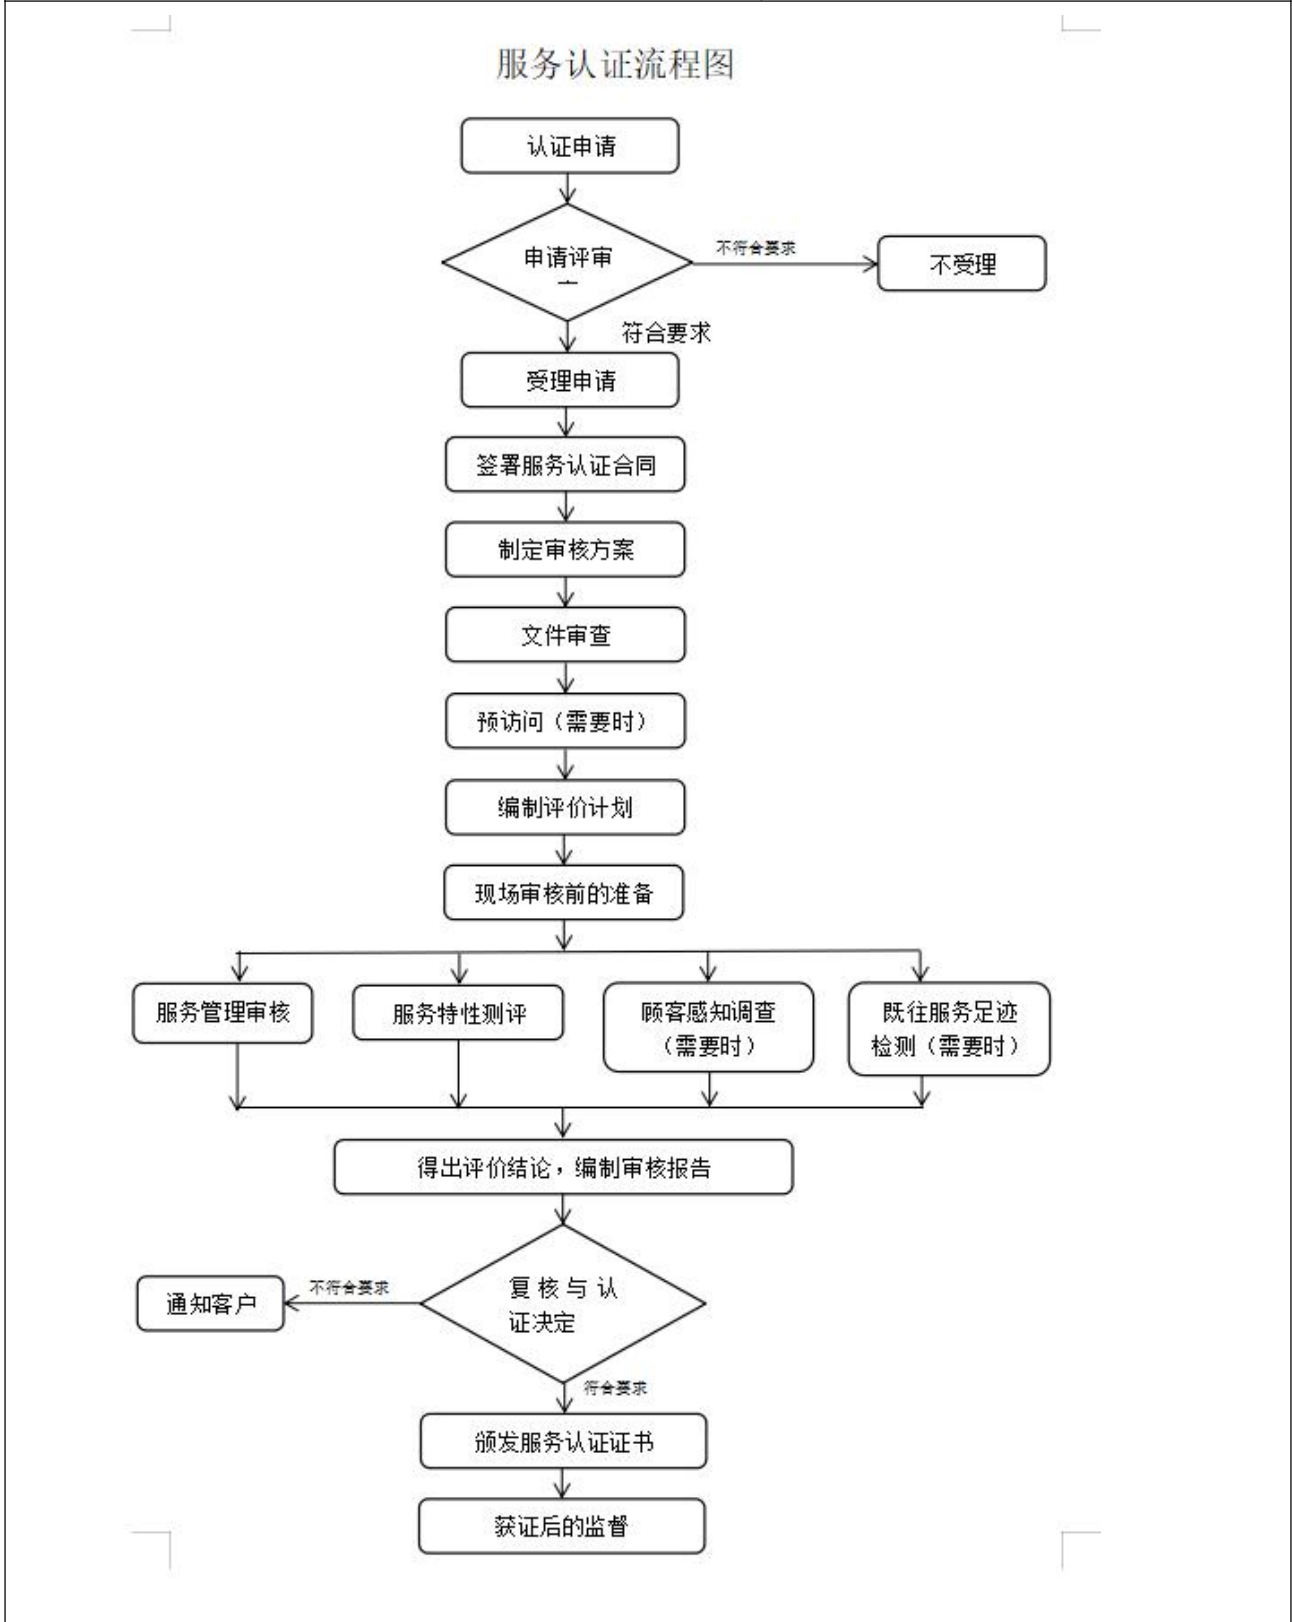 服务认证流程图
认证申请
申请评审
不符合要求
不受理
符合要求
受理申请
签署服务认证合同
制定审核方案
文件审查
预访问（需要时）
编制评价计划
现场审核前的准备
服务管理审核
服务特性测评
顾客感知调查
（需要时）
既往服务足迹
检测（需要时）
得出评价结论，编制审核报告
复核与认
证决定
不符合要求
通知客户
符合要求
颁发服务认证证书
获证后的监督